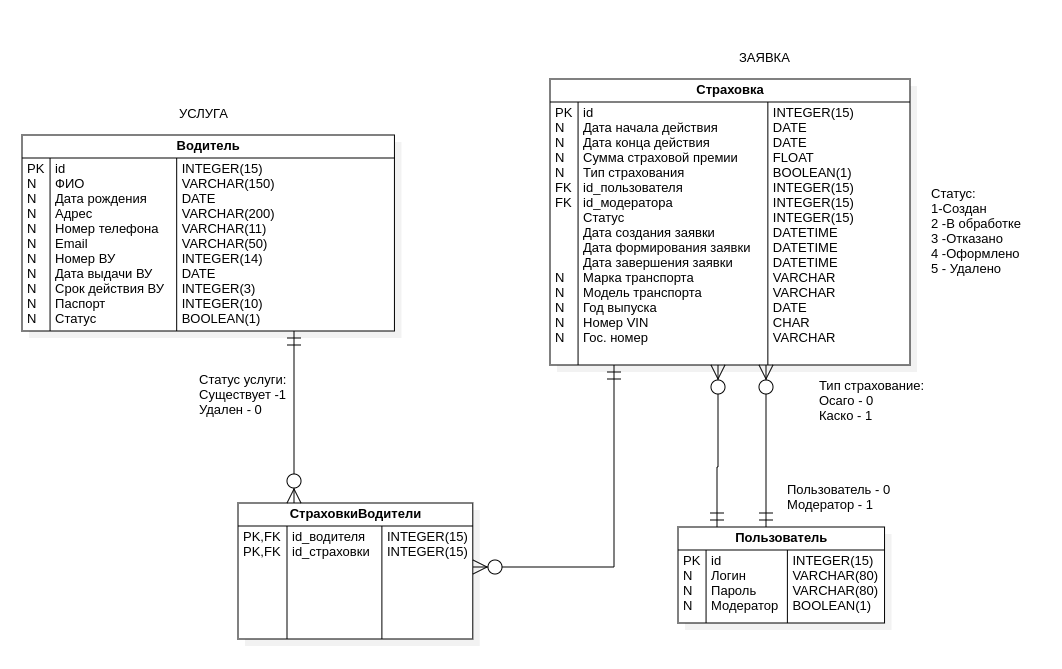 УСЛУГА
Водитель
PK id INTEGER(15)
N ФИО VARCHAR(150)
N Дата рождения DATE
N Адрес VARCHAR(200)
N Номер телефона VARCHAR(11)
N Email VARCHAR(50)
N Номер ВУ INTEGER(14)
N Дата выдачи ВУ DATE
N Срок действия ВУ INTEGER(3)
N Паспорт INTEGER(10)
N Статус BOOLEAN(1)
Статус услуги:
Существует -1
Удален - 0
ЗАЯВКА
Страховка
PK id INTEGER(15)
N Дата начала действия DATE
N Дата конца действия DATE
N Сумма страховой премии FLOAT
N Тип страхования BOOLEAN(1)
FK id_пользователя INTEGER(15)
FK id_модератора INTEGER(15)
Статус INTEGER(15)
Дата создания заявки DATETIME
Дата формирования заявки DATETIME
Дата завершения заявки DATETIME
N Марка транспорта VARCHAR
N Модель транспорта VARCHAR
N Год выпуска DATE
N Номер VIN CHAR
N Гос. номер VARCHAR
Статус:
1-Создан
2 -В обработке
3 -Отказано
4 -Оформлено
5 - Удалено
Тип страхования:
Осаго - 0
Каско - 1
СтраховкиВодители
PK,FK id_водителя INTEGER(15)
PK,FK id_страховки INTEGER(15)
Пользователь - 0
Модератор - 1
Пользователь
PK id INTEGER(15)
N Логин VARCHAR(80)
N Пароль VARCHAR(80)
N Модератор BOOLEAN(1)